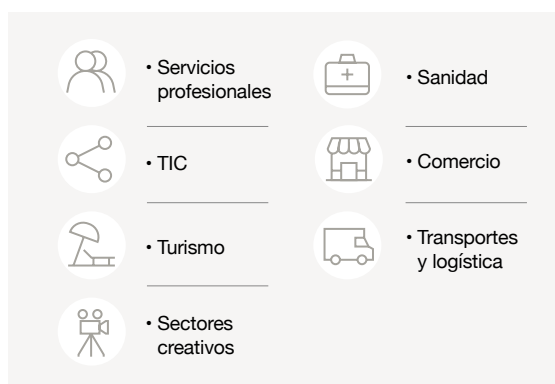 • Servicios
profesionales
• TIC
• Turismo
• Sectores
creativos
• Sanidad
• Comercio
• Transportes
y logística